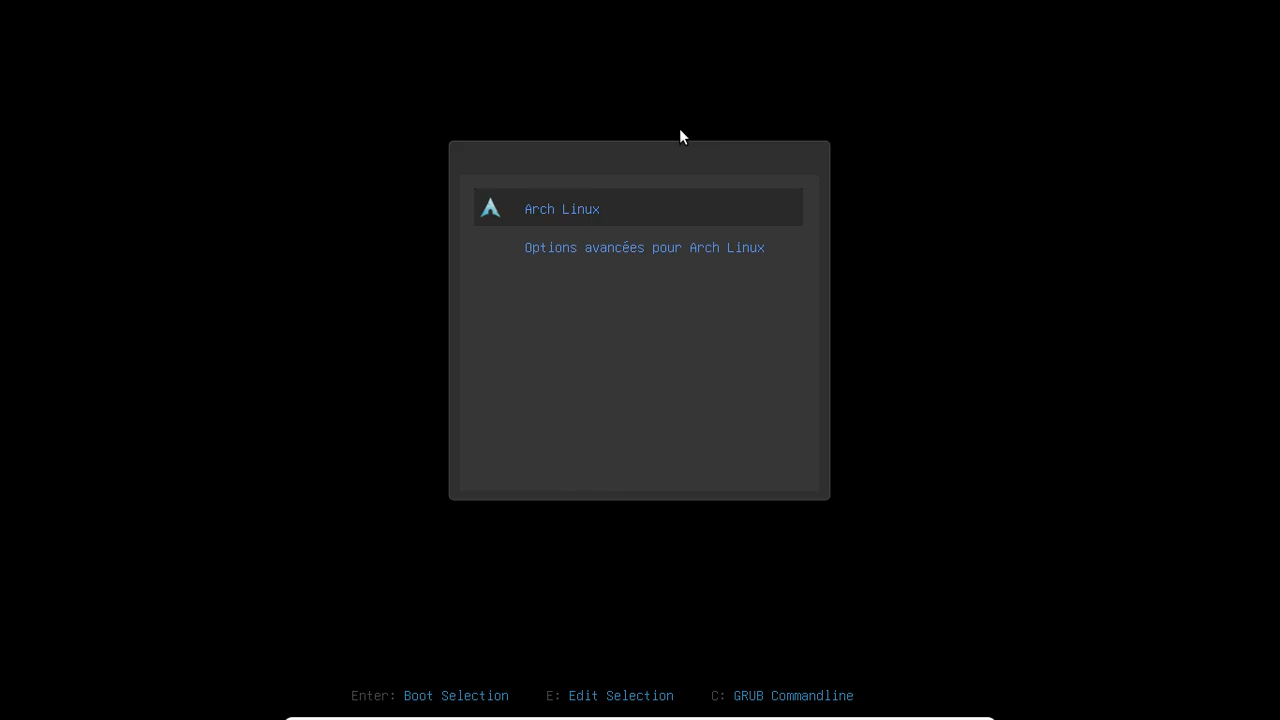 Arch Linux
Options avancées pour Arch Linux
Enter: Boot Selection E: Edit Selection C: GRUB Commandline